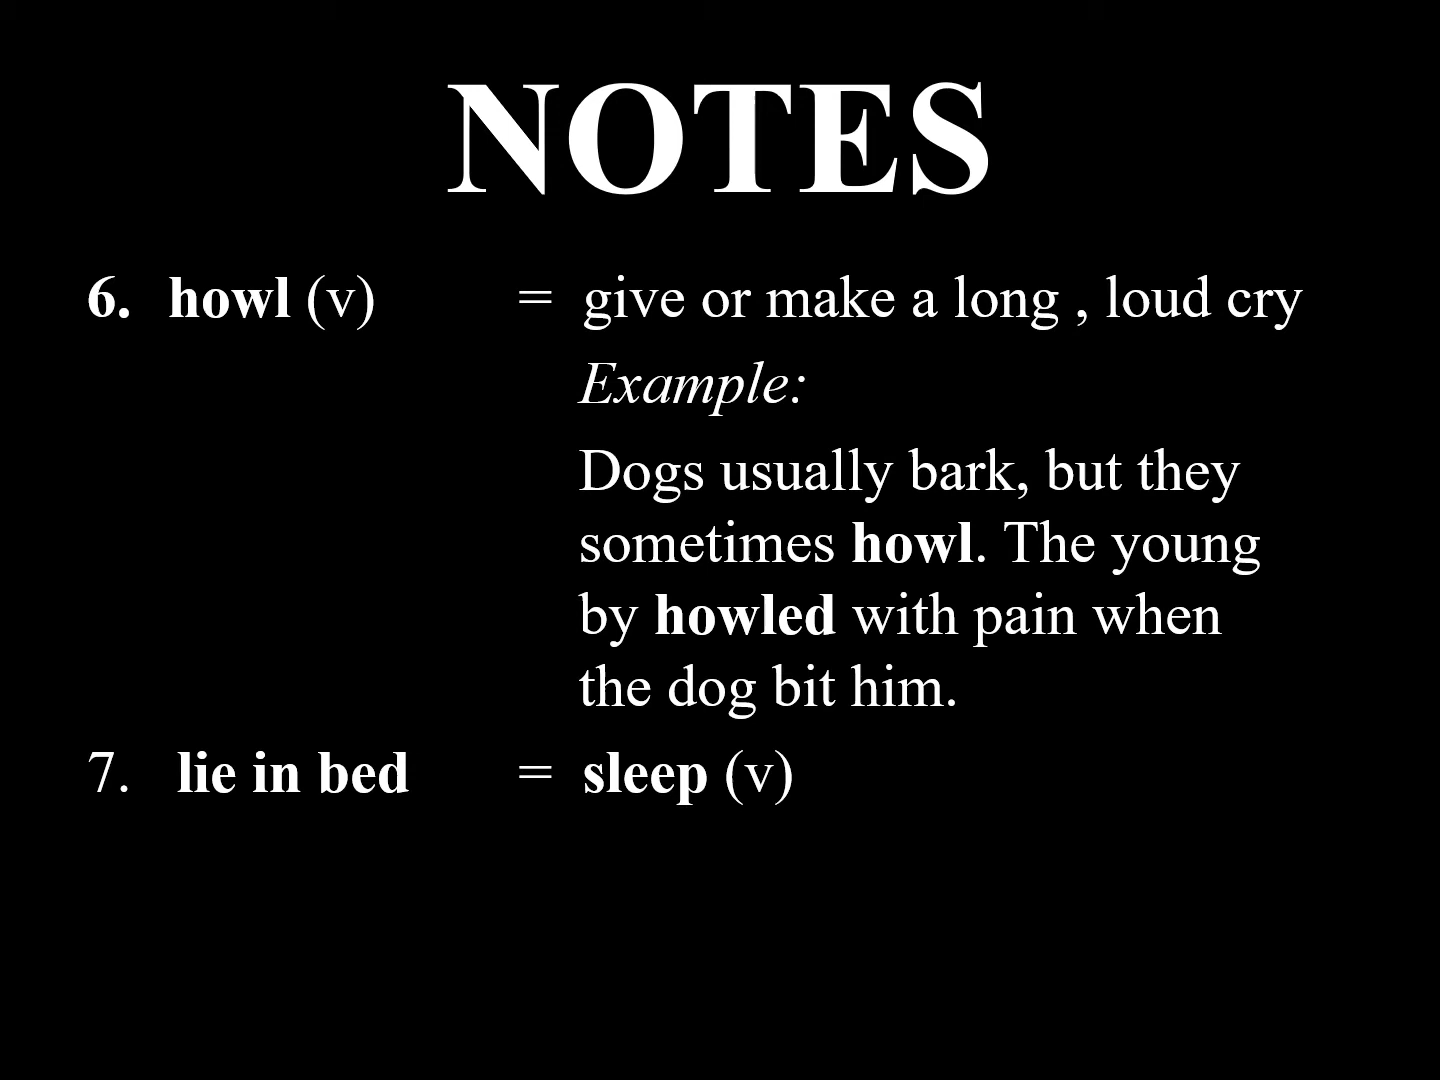 NOTES
6. howl (v) = give or make a long , loud cry
Example:
Dogs usually bark, but they
sometimes howl. The young
by howled with pain when
the dog bit him.
7. lie in bed = sleep (v)